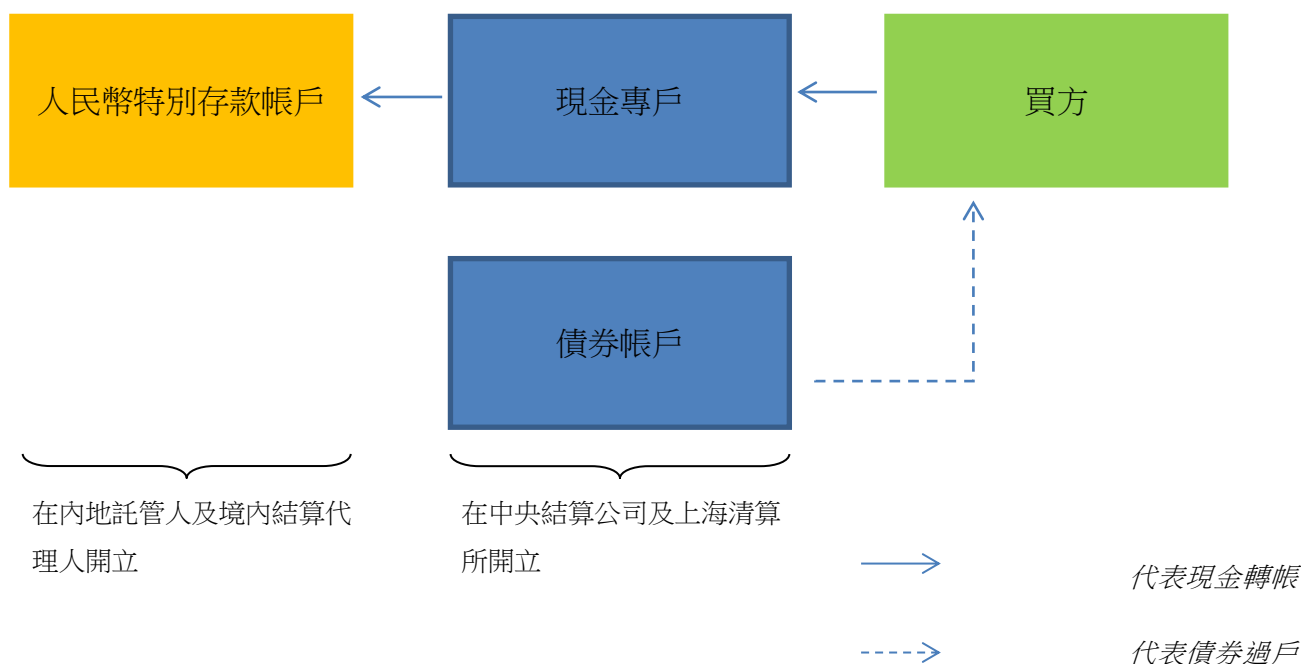 人民幣特別存款帳戶
現金專戶
買方
債券帳戶
在內地託管人及境內結算代
理人開立
在中央結算公司及上海清算
所開立
代表現金轉帳
代表債券過戶